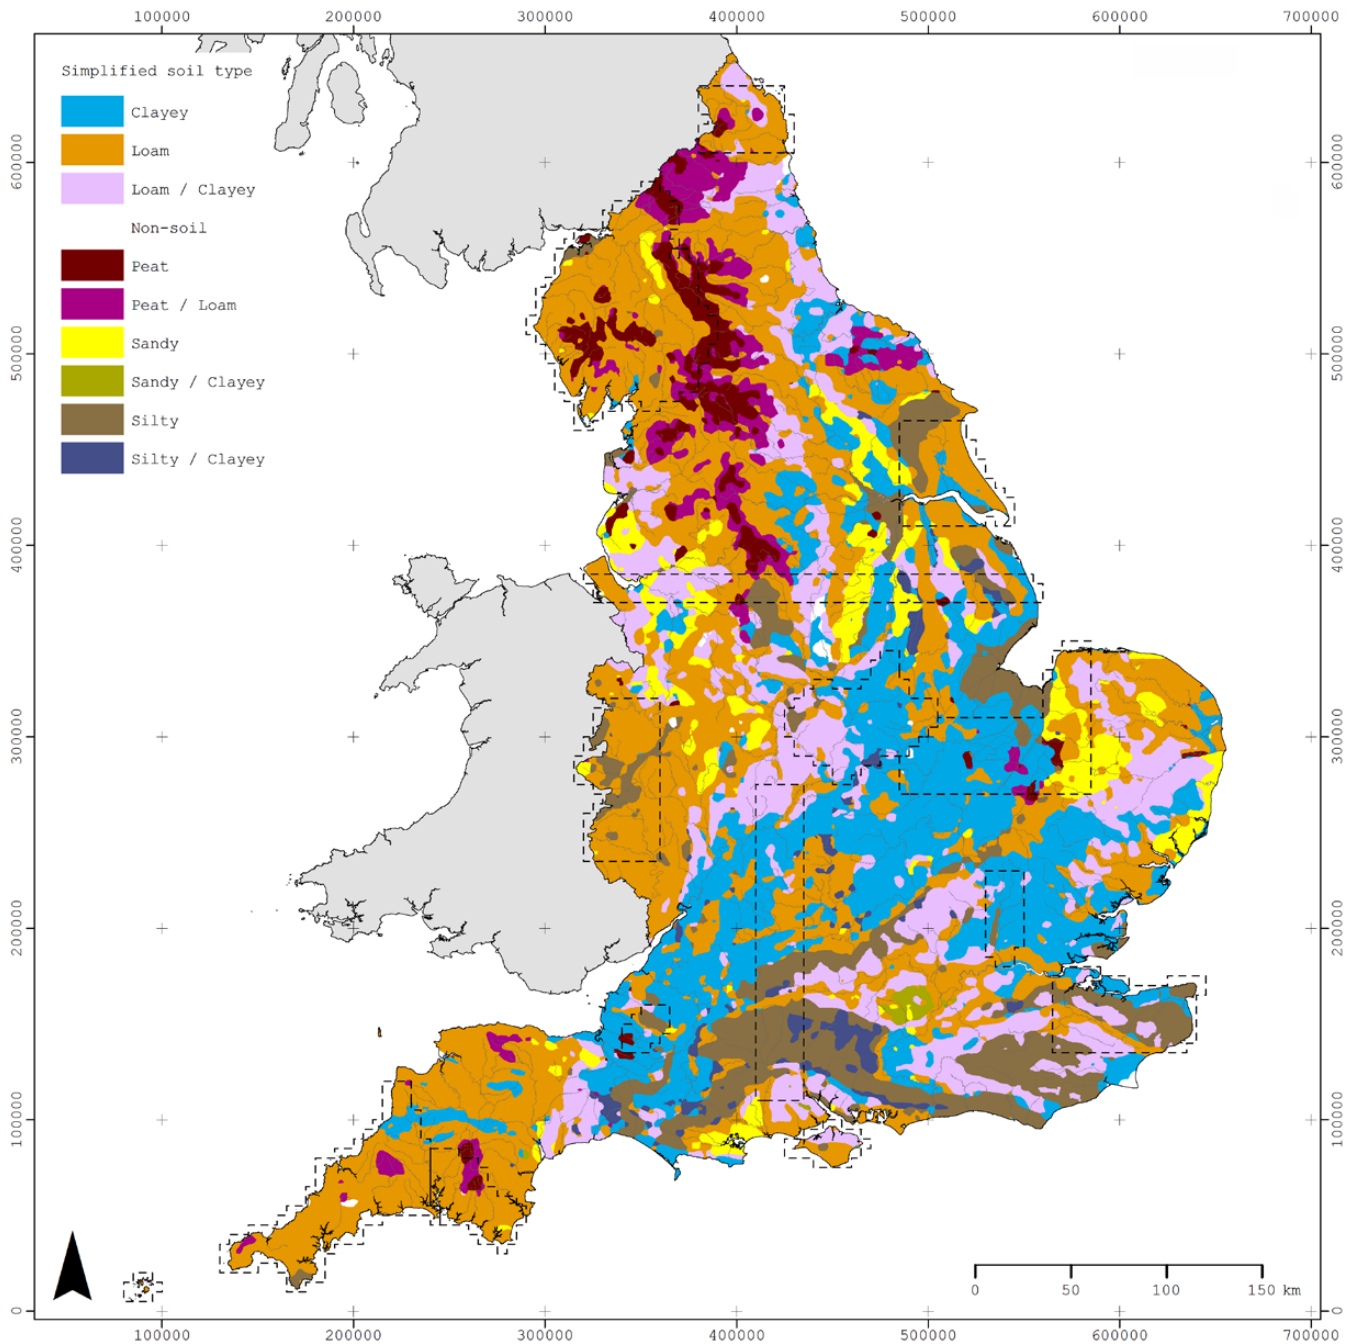 100000 200000 300000 400000 500000 600000 700000
Simplified soil type
Clayey
Loam
Loam / Clayey
Non-soil
Peat
Peat / Loam
Sandy
Sandy / Clayey
Silty
Silty / Clayey
600000 600000
500000 500000
400000 400000
300000 300000
200000 200000
100000 100000
0 50 100 150 km
0 0
100000 200000 300000 400000 500000 600000 700000